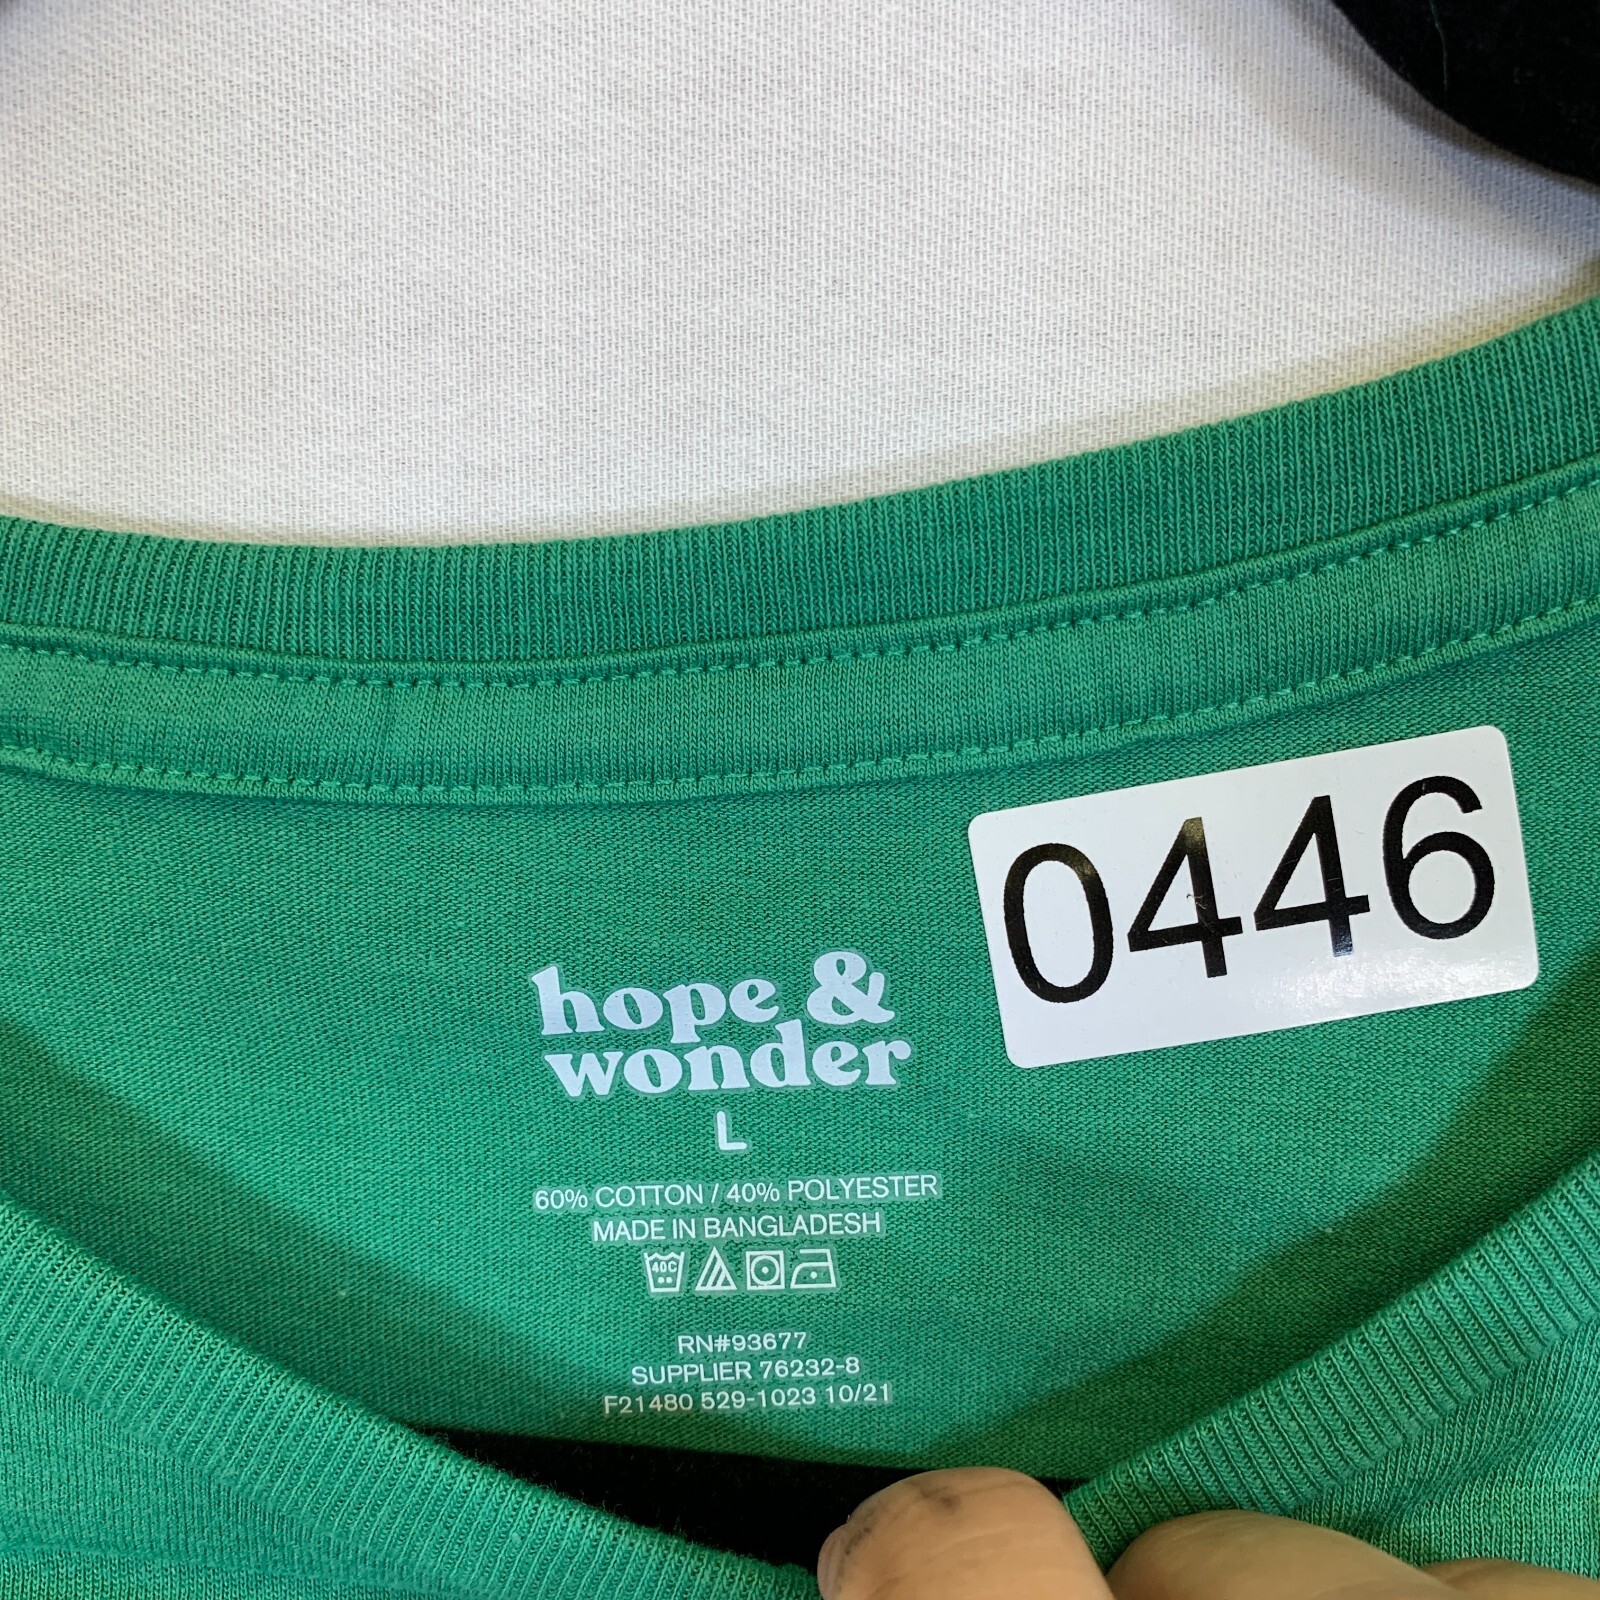 0446
hope &
wonder
L
60% COTTON / 40% POLYESTER
MADE IN BANGLADESH
40C
RN#93677
SUPPLIER 76232-8
F21480 529-1023 10/21